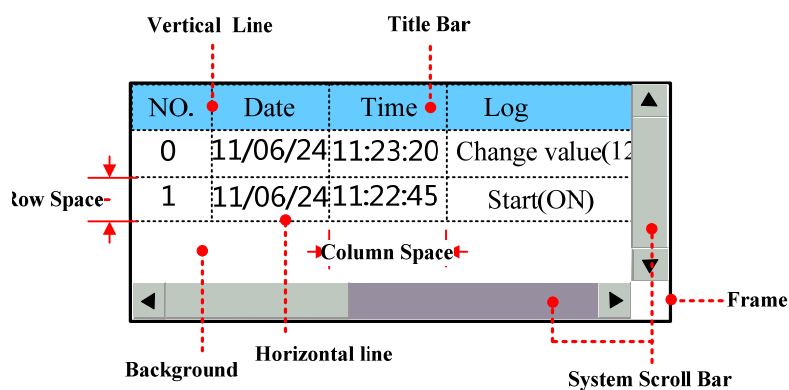 Vertical Line
Title Bar
NO. Date Time Log
0 11/06/24 11:23:20 Change value(12
1 11/06/24 11:22:45 Start(ON)
Row Space
Column Space
Frame
Background
Horizontal line
System Scroll Bar